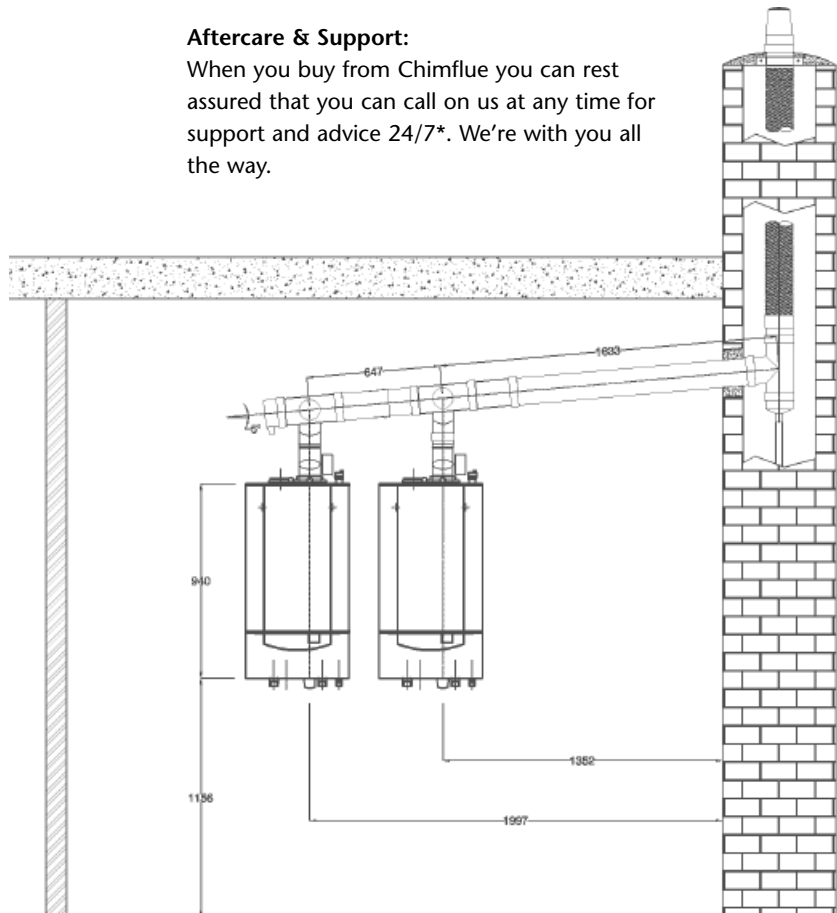 Aftercare & Support:
When you buy from Chimflue you can rest
assured that you can call on us at any time for
support and advice 24/7*. We’re with you all
the way.
1633
647
5°
940
1352
1156
1997